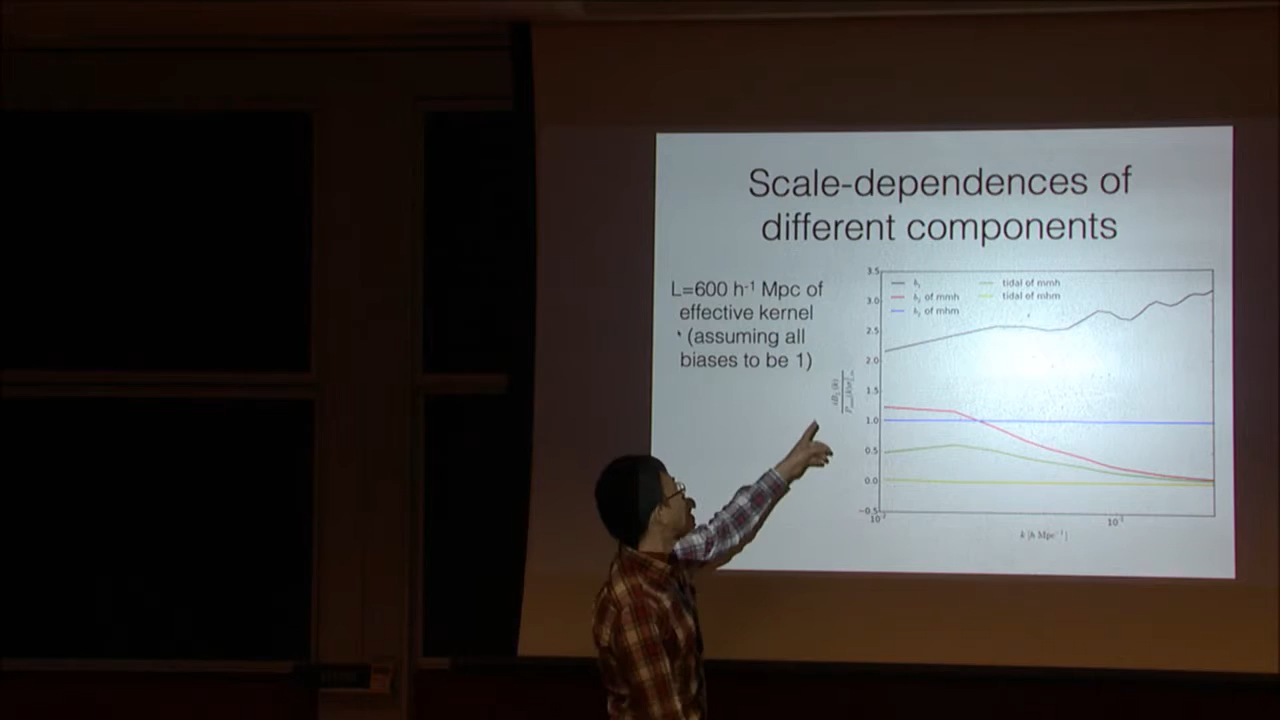 Scale-dependences of
different components
L=600 h-1 Mpc of
effective kernel
(assuming all
biases to be 1)
3.5
3.0
2.5
2.0
1.5
1.0
0.5
0.0
−0.5
b₁
b₂ of mmh
b₂ of mhm
tidal of mmh
tidal of mhm
10⁻¹
k [h Mpc⁻¹]